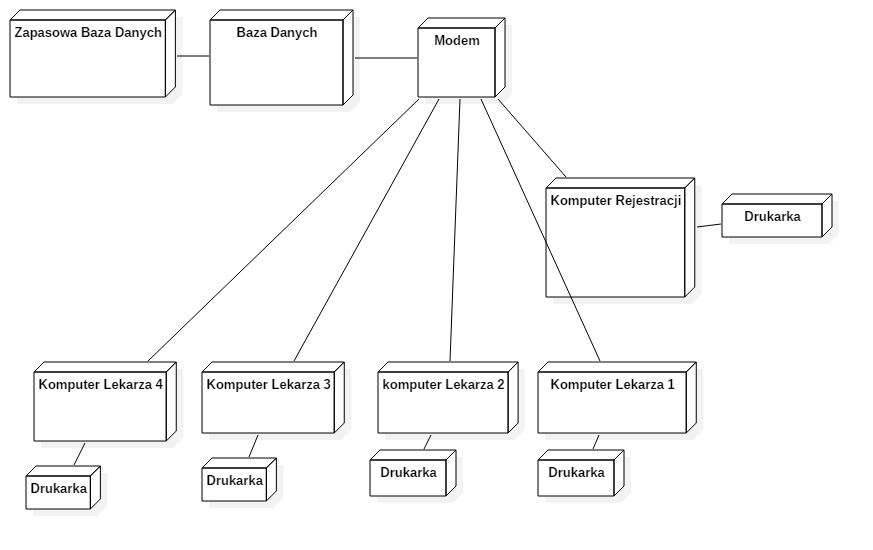 Zapasowa Baza Danych
Baza Danych
Modem
Komputer Rejestracji
Drukarka
Komputer Lekarza 4
Komputer Lekarza 3
komputer Lekarza 2
Komputer Lekarza 1
Drukarka
Drukarka
Drukarka
Drukarka